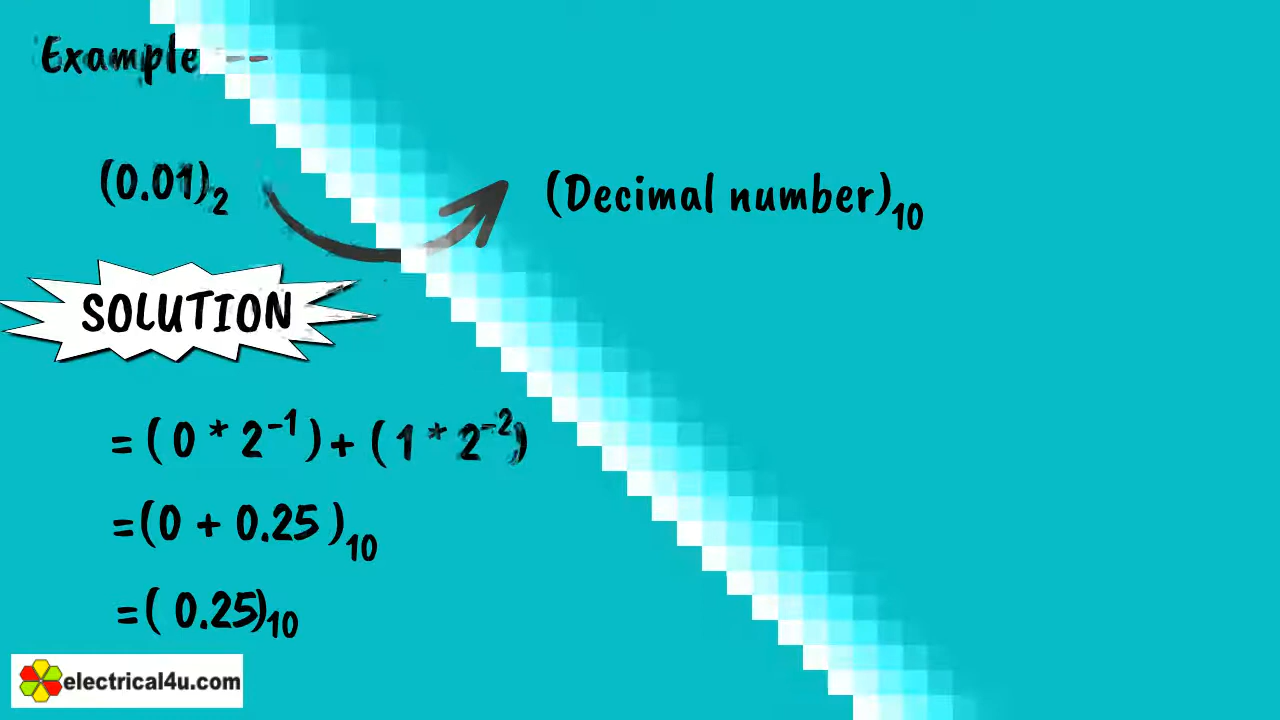 Example --
(0.01)₂ (Decimal number)₁₀
SOLUTION
= ( 0 * 2⁻¹ ) + ( 1 * 2⁻² )
= (0 + 0.25 )₁₀
= ( 0.25)₁₀
electrical4u.com